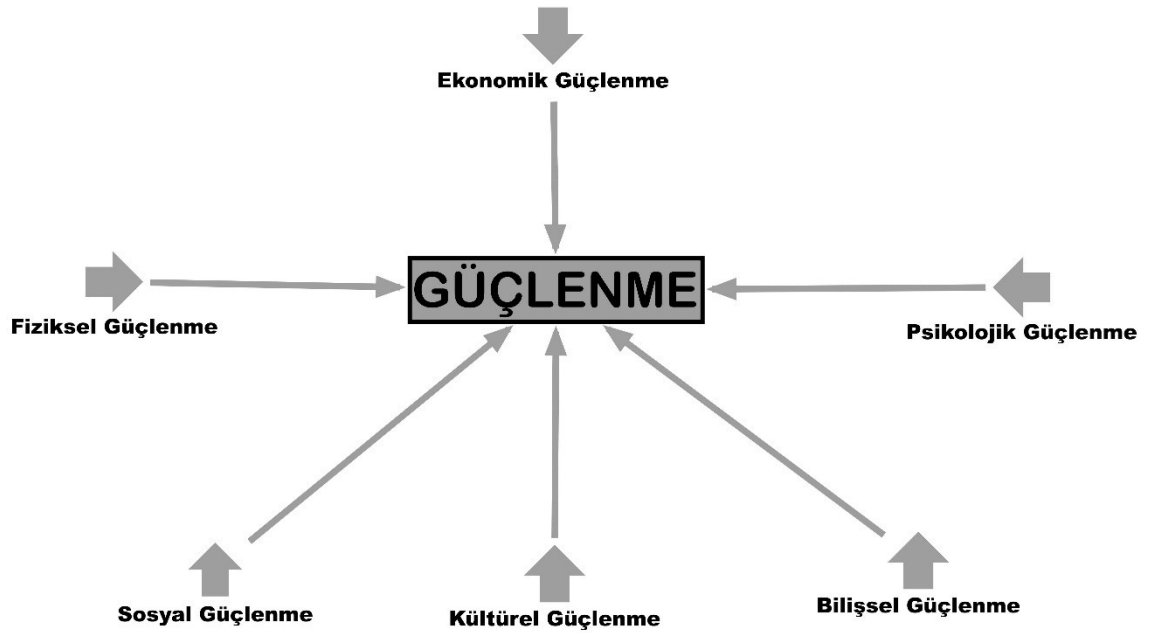 Ekonomik Güçlenme
GÜÇLENME
Fiziksel Güçlenme
Psikolojik Güçlenme
Sosyal Güçlenme
Kültürel Güçlenme
Bilişsel Güçlenme